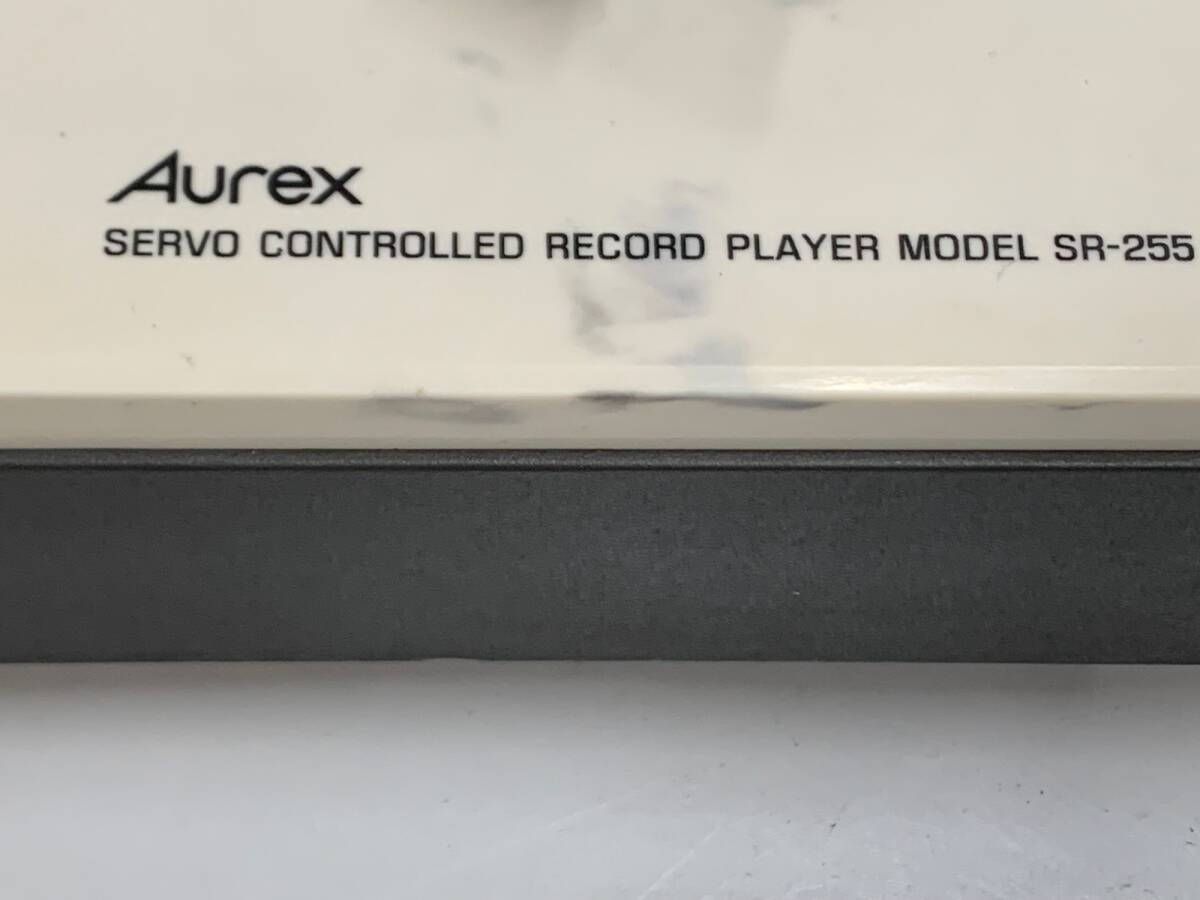 Aurex
SERVO CONTROLLED RECORD PLAYER MODEL SR-255